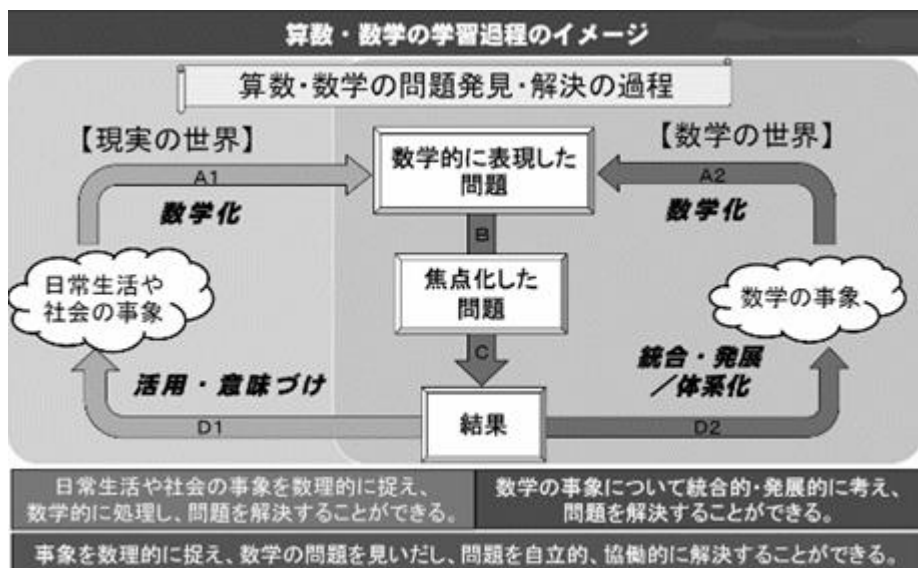 算数・数学の学習過程のイメージ
算数・数学の問題発見・解決の過程
【現実の世界】
【数学の世界】
数学的に表現した
問題
A1
A2
数学化
数学化
B
日常生活や
社会の事象
焦点化した
問題
数学の事象
C
活用・意味づけ
統合・発展
/体系化
結果
D1
D2
日常生活や社会の事象を数理的に捉え、
数学的に処理し、問題を解決することができる。
数学の事象について統合的・発展的に考え、
問題を解決することができる。
事象を数理的に捉え、数学の問題を見いだし、問題を自立的、協働的に解決することができる。